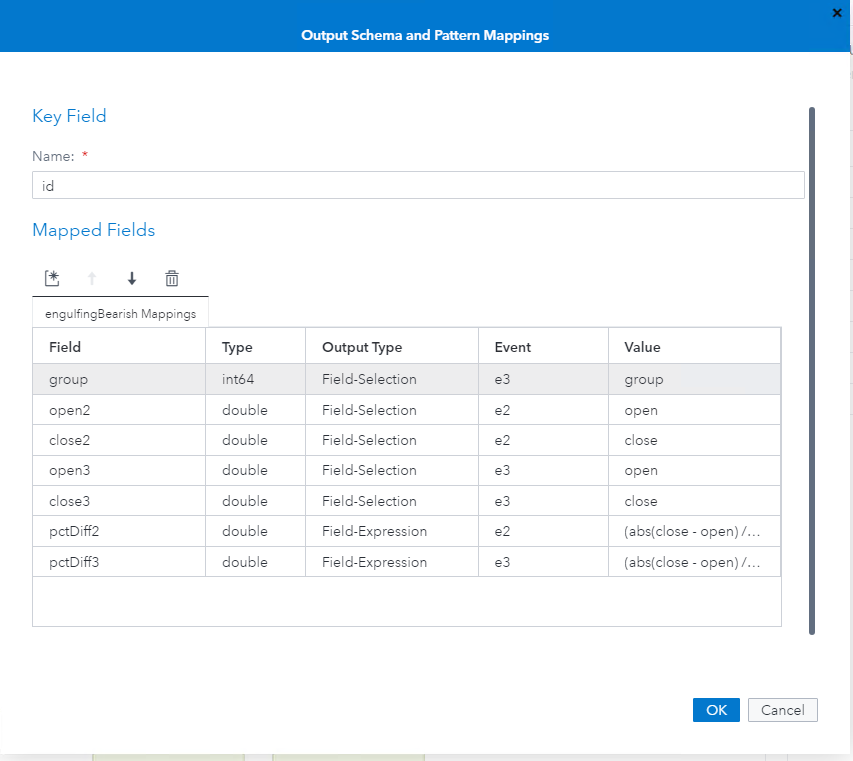 Output Schema and Pattern Mappings
Key Field
Name: *
id
Mapped Fields
engulfingBearish Mappings
Field Type Output Type Event Value
group int64 Field-Selection e3 group
open2 double Field-Selection e2 open
close2 double Field-Selection e2 close
open3 double Field-Selection e3 open
close3 double Field-Selection e3 close
pctDiff2 double Field-Expression e2 (abs(close - open) /...
pctDiff3 double Field-Expression e3 (abs(close - open) /...
OK Cancel